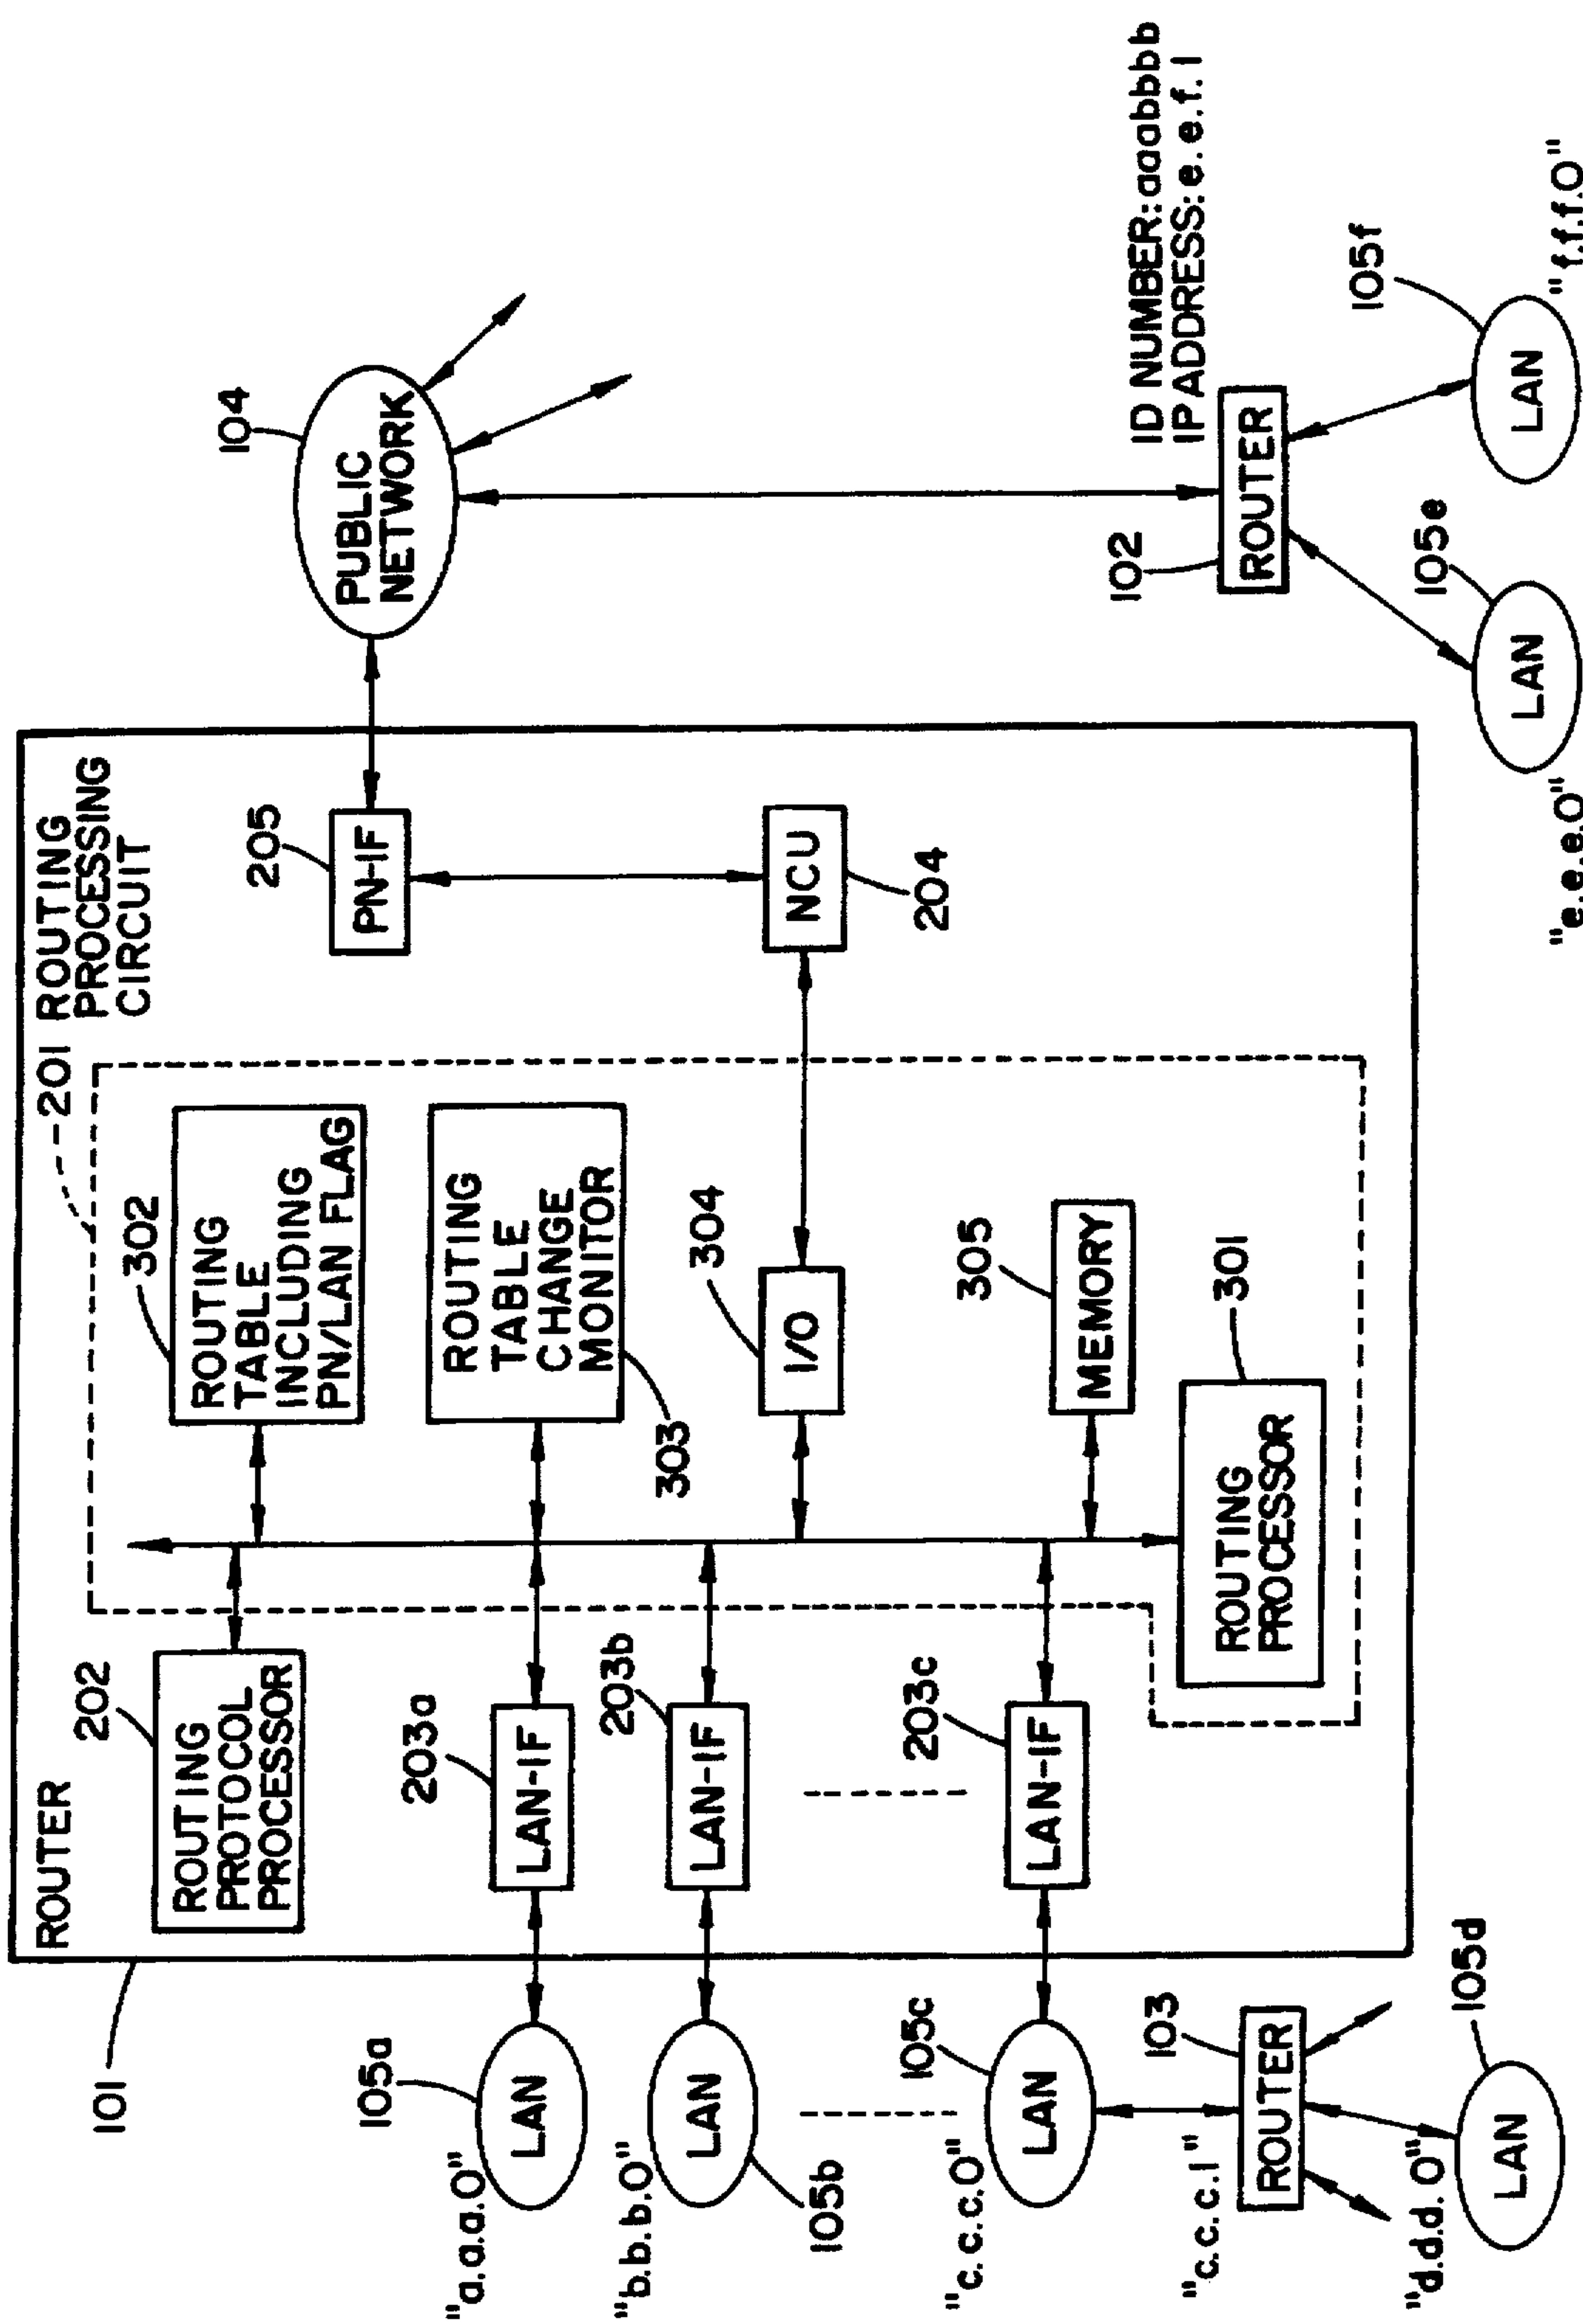 101
ROUTER
201 ROUTING
PROCESSING
CIRCUIT
202
ROUTING
PROTOCOL
PROCESSOR
302
ROUTING
TABLE
INCLUDING
PN/LAN FLAG
205
PN-IF
104
PUBLIC
NETWORK
"a.a.a.0"
105a
LAN
203a
LAN-IF
303
ROUTING
TABLE
CHANGE
MONITOR
"b.b.b.0"
105b
LAN
203b
LAN-IF
304
I/O
NCU
204
"c.c.c.0"
105c
LAN
203c
LAN-IF
305
MEMORY
301
ROUTING
PROCESSOR
"c.c.c.1"
103
ROUTER
"d.d.d.0"
105d
LAN
102
ROUTER
ID NUMBER:aaabbbb
IP ADDRESS:e.e.f.1
"e.e.e.0"
105e
LAN
105f
LAN
"f.f.f.0"